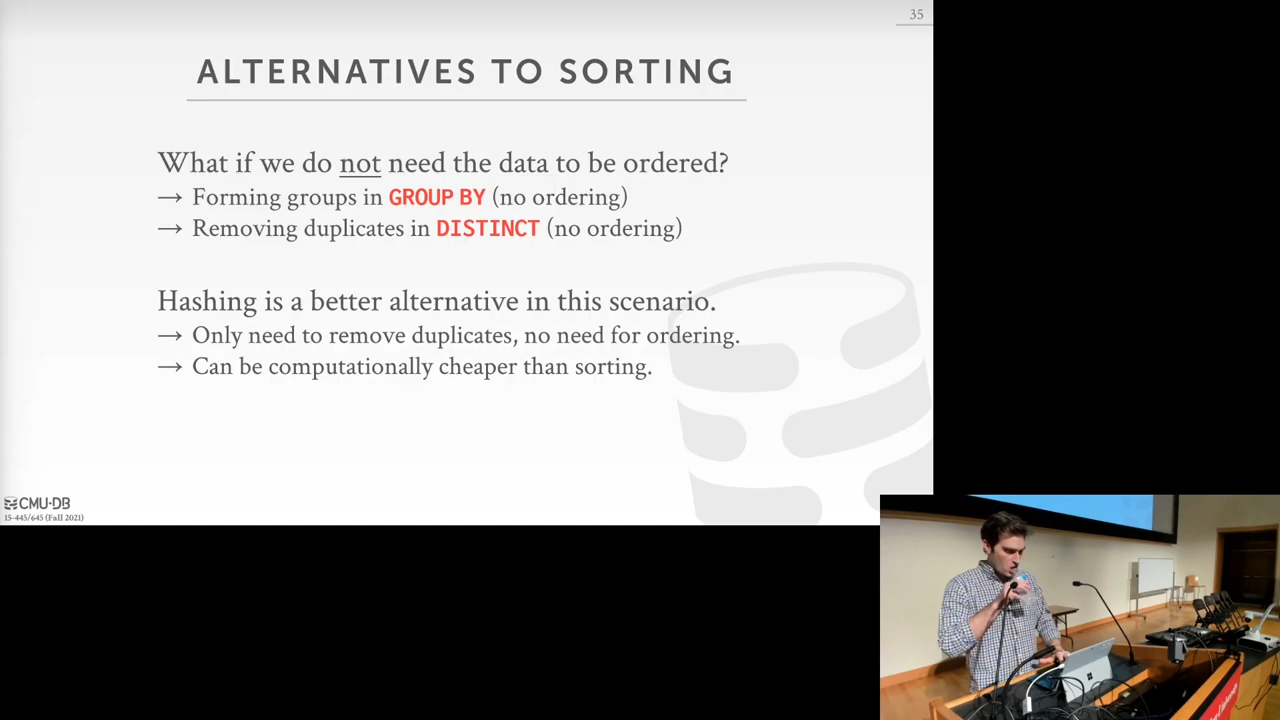 35
ALTERNATIVES TO SORTING
What if we do not need the data to be ordered?
→ Forming groups in GROUP BY (no ordering)
→ Removing duplicates in DISTINCT (no ordering)
Hashing is a better alternative in this scenario.
→ Only need to remove duplicates, no need for ordering.
→ Can be computationally cheaper than sorting.
CMU·DB
15-445/645 (Fall 2021)